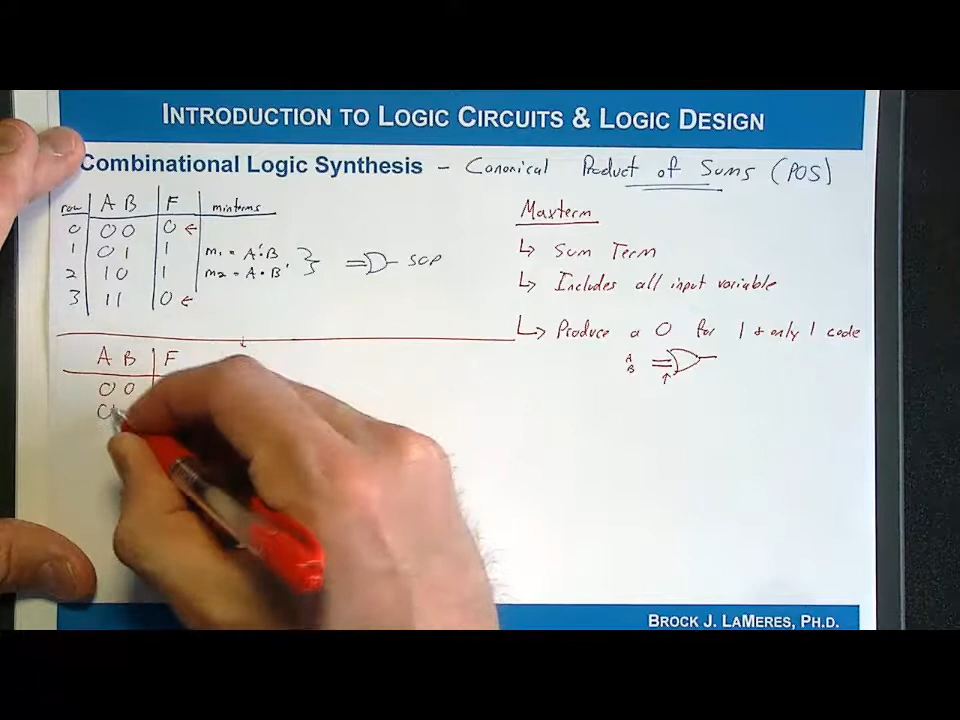 INTRODUCTION TO LOGIC CIRCUITS & LOGIC DESIGN
Combinational Logic Synthesis - Canonical Product of Sums (POS)
row A B F minterms
0 0 0 0 ←
1 0 1 1 m₁ = A'·B
2 1 0 1 m₂ = A·B'
3 1 1 0 ←
SOP
Maxterm
↳ Sum Term
↳ Includes all input variable
↳ Produce a 0 for 1 & only 1 code
A
B
A B F
0 0
0
BROCK J. LAMERES, PH.D.